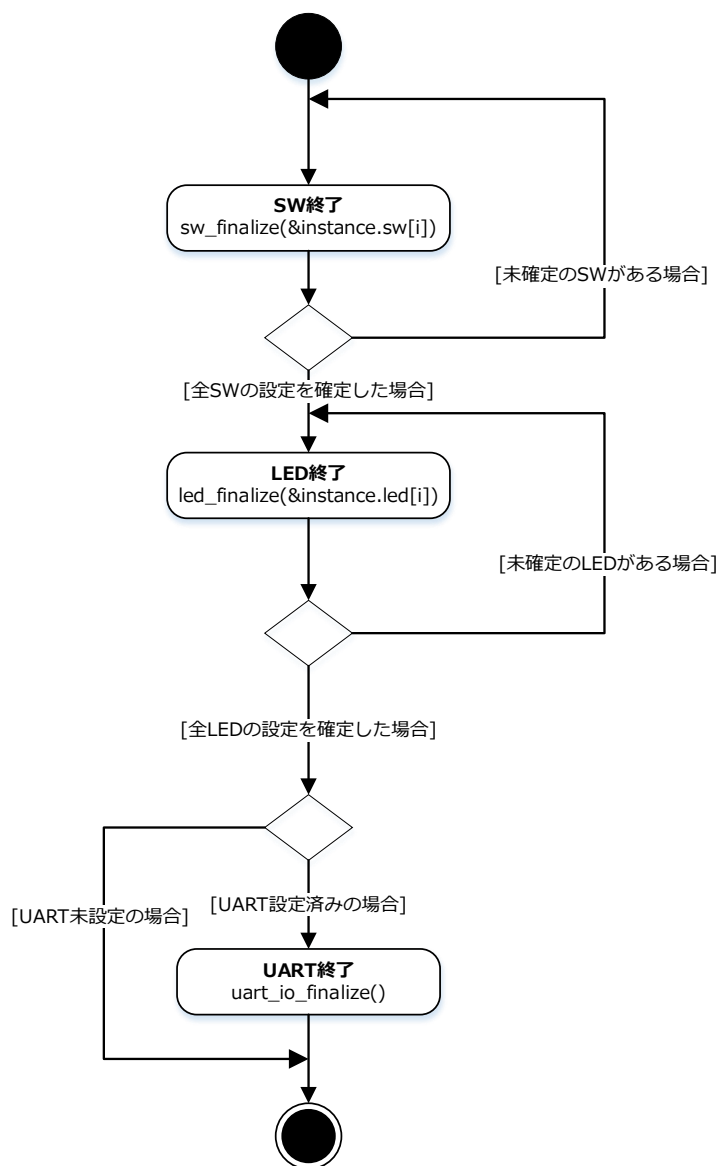 SW終了
sw_finalize(&instance.sw[i])
[未確定のSWがある場合]
[全SWの設定を確定した場合]
LED終了
led_finalize(&instance.led[i])
[未確定のLEDがある場合]
[全LEDの設定を確定した場合]
[UART未設定の場合]
[UART設定済みの場合]
UART終了
uart_io_finalize()